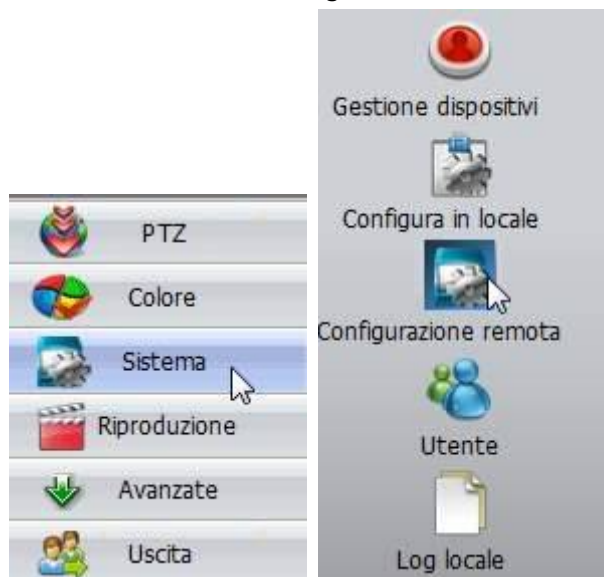 PTZ
Colore
Sistema
Riproduzione
Avanzate
Uscita
Gestione dispositivi
Configura in locale
Configurazione remota
Utente
Log locale